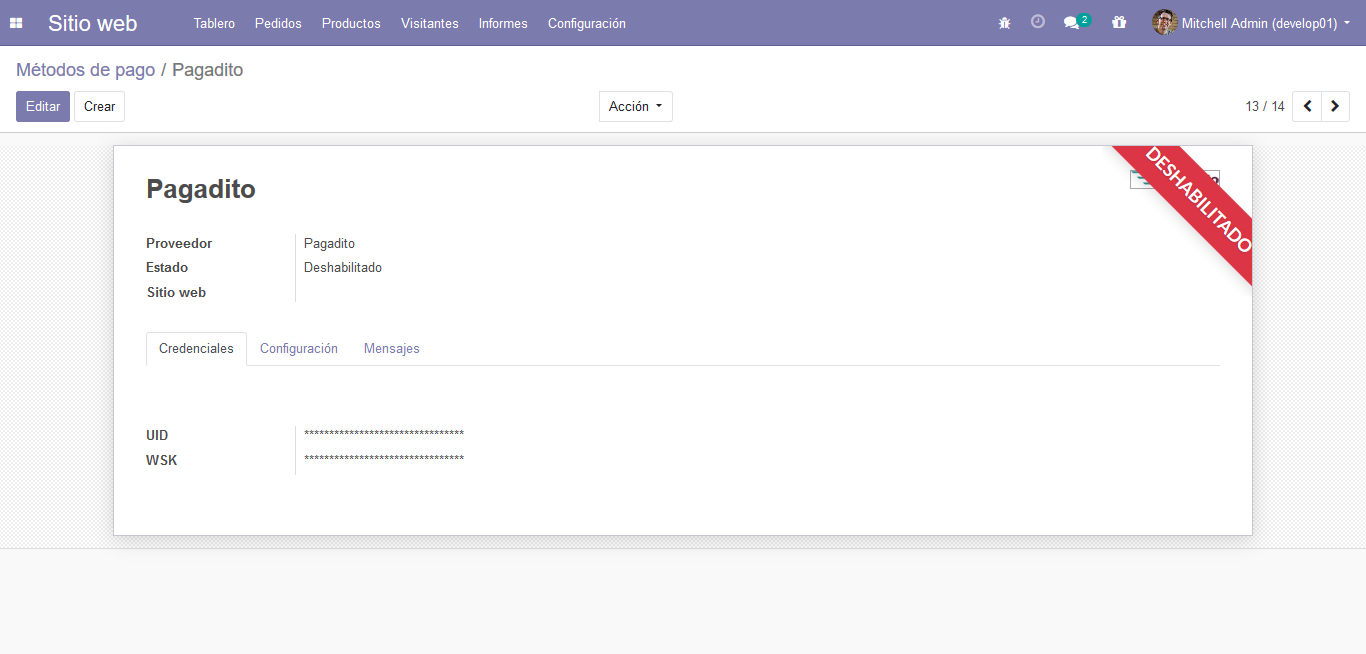 Sitio web Tablero Pedidos Productos Visitantes Informes Configuración 2 Mitchell Admin (develop01)
Métodos de pago / Pagadito
Editar Crear Acción 13 / 14
DESHABILITADO
Pagadito
Proveedor Pagadito
Estado Deshabilitado
Sitio web
Credenciales Configuración Mensajes
UID ********************************
WSK ********************************